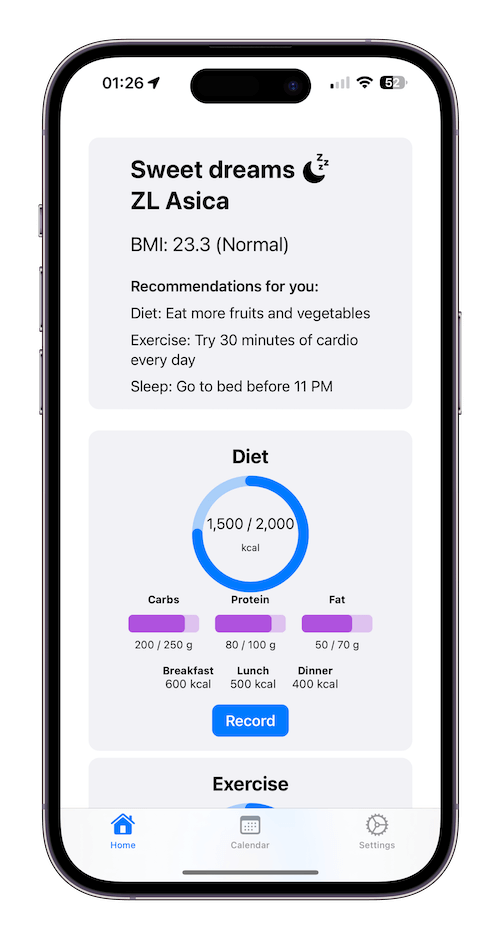 01:26
52
Sweet dreams
ZL Asica
BMI: 23.3 (Normal)
Recommendations for you:
Diet: Eat more fruits and vegetables
Exercise: Try 30 minutes of cardio
every day
Sleep: Go to bed before 11 PM
Diet
1,500 / 2,000
kcal
Carbs Protein Fat
200 / 250 g 80 / 100 g 50 / 70 g
Breakfast Lunch Dinner
600 kcal 500 kcal 400 kcal
Record
Exercise
Home Calendar Settings